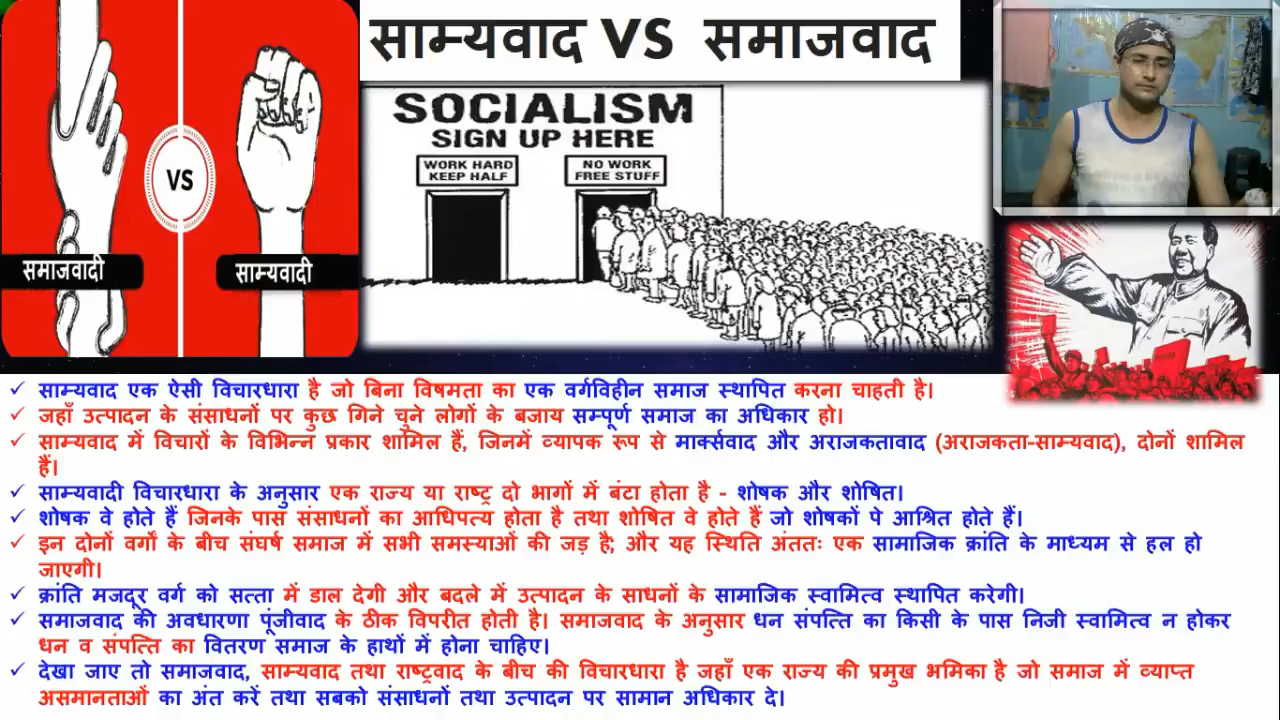 साम्यवाद VS समाजवाद
VS
समाजवादी
साम्यवादी
SOCIALISM
SIGN UP HERE
WORK HARD
KEEP HALF
NO WORK
FREE STUFF
साम्यवाद एक ऐसी विचारधारा है जो बिना विषमता का एक वर्गविहीन समाज स्थापित करना चाहती है।
जहाँ उत्पादन के संसाधनों पर कुछ गिने चुने लोगों के बजाय सम्पूर्ण समाज का अधिकार हो।
साम्यवाद में विचारों के विभिन्न प्रकार शामिल हैं, जिनमें व्यापक रूप से मार्क्सवाद और अराजकतावाद (अराजकता-साम्यवाद), दोनों शामिल
हैं।
साम्यवादी विचारधारा के अनुसार एक राज्य या राष्ट्र दो भागों में बंटा होता है - शोषक और शोषित।
शोषक वे होते हैं जिनके पास संसाधनों का आधिपत्य होता है तथा शोषित वे होते हैं जो शोषकों पे आश्रित होते हैं।
इन दोनों वर्गों के बीच संघर्ष समाज में सभी समस्याओं की जड़ है; और यह स्थिति अंततः एक सामाजिक क्रांति के माध्यम से हल हो
जाएगी।
क्रांति मजदूर वर्ग को सत्ता में डाल देगी और बदले में उत्पादन के साधनों के सामाजिक स्वामित्व स्थापित करेगी।
समाजवाद की अवधारणा पूंजीवाद के ठीक विपरीत होती है। समाजवाद के अनुसार धन संपत्ति का किसी के पास निजी स्वामित्व न होकर
धन व संपत्ति का वितरण समाज के हाथों में होना चाहिए।
देखा जाए तो समाजवाद, साम्यवाद तथा राष्ट्रवाद के बीच की विचारधारा है जहाँ एक राज्य की प्रमुख भमिका है जो समाज में व्याप्त
असमानताओं का अंत करें तथा सबको संसाधनों तथा उत्पादन पर सामान अधिकार दे।